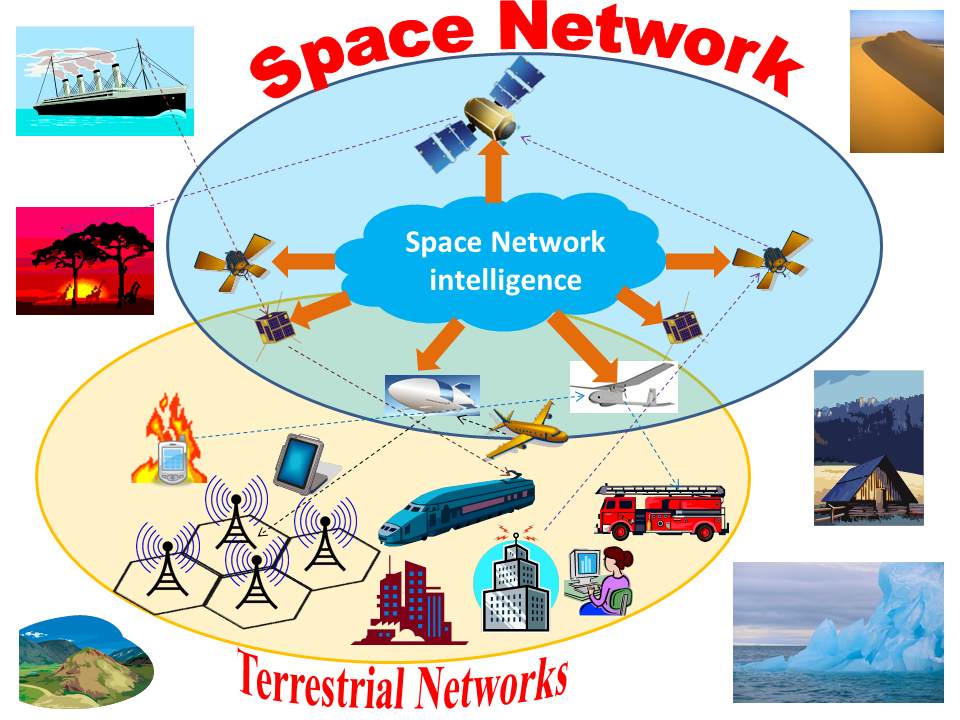 Space Network
Space Network
intelligence
Terrestrial Networks